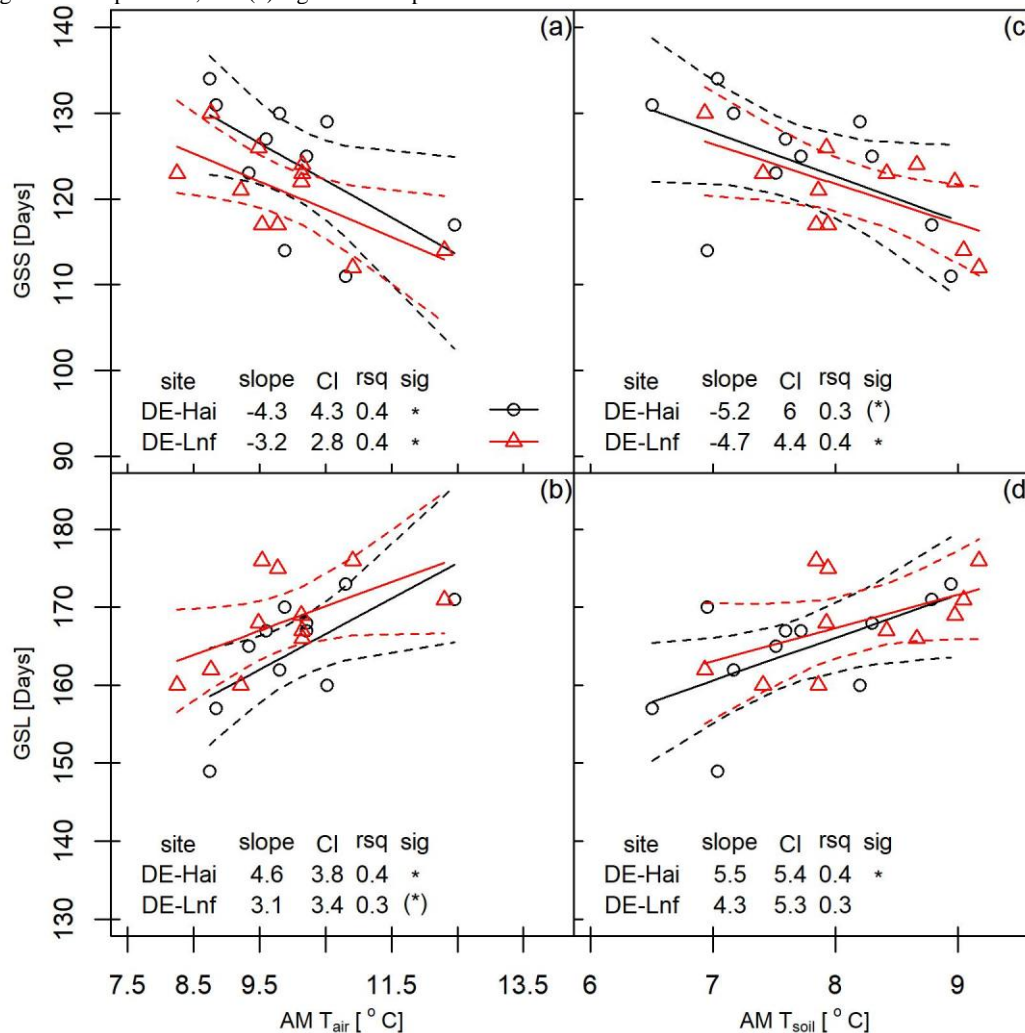 (a)
(c)
GSS [Days]
140
130
120
110
100
90
site slope CI rsq sig
DE-Hai -4.3 4.3 0.4 *
DE-Lnf -3.2 2.8 0.4 *
site slope CI rsq sig
DE-Hai -5.2 6 0.3 (*)
DE-Lnf -4.7 4.4 0.4 *
(b)
(d)
GSL [Days]
180
170
160
150
140
130
site slope CI rsq sig
DE-Hai 4.6 3.8 0.4 *
DE-Lnf 3.1 3.4 0.3 (*)
site slope CI rsq sig
DE-Hai 5.5 5.4 0.4 *
DE-Lnf 4.3 5.3 0.3
7.5 8.5 9.5 11.5 13.5
6 7 8 9
AM Tair [ °C]
AM Tsoil [ °C]